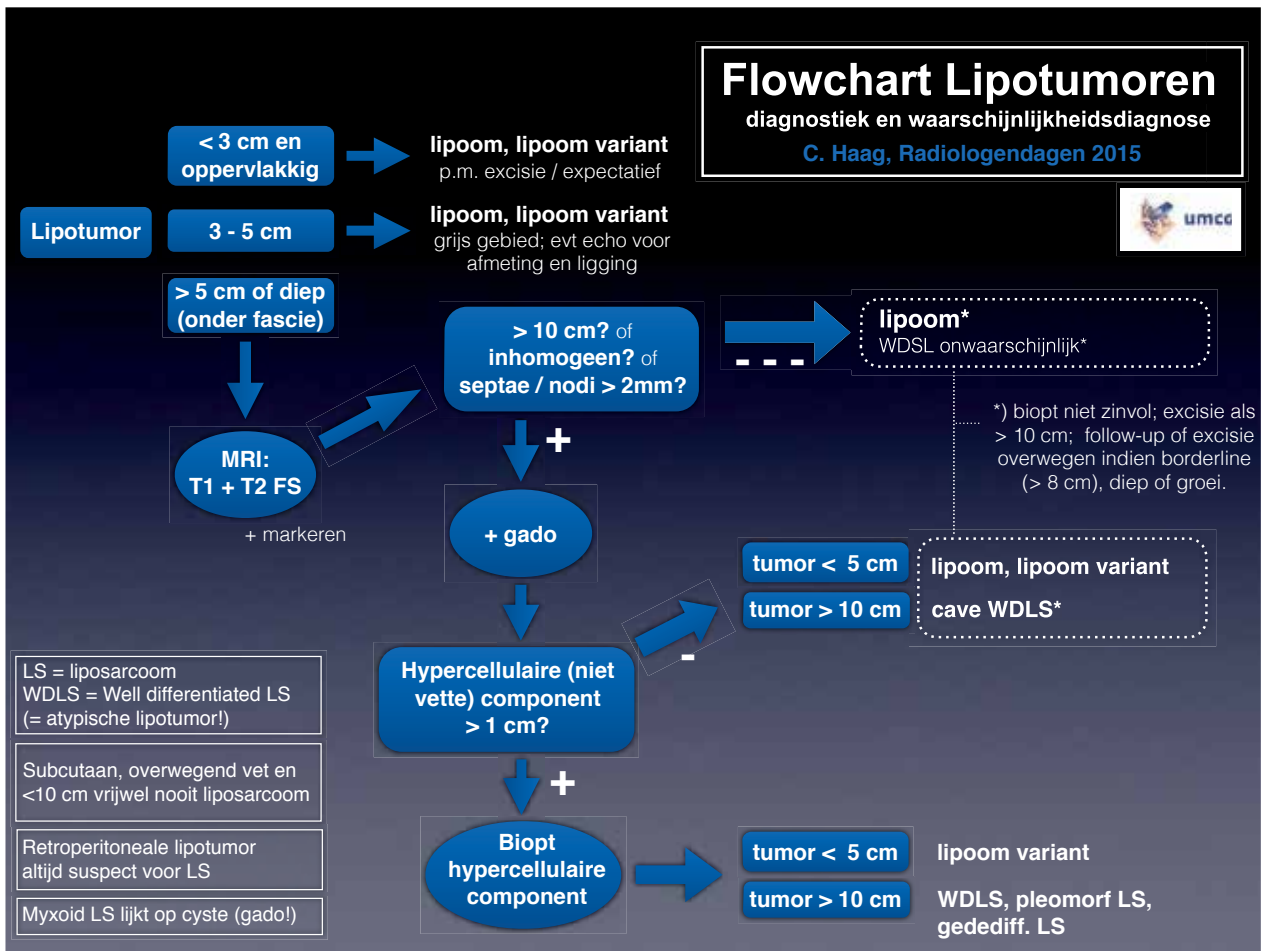 Flowchart Lipotumoren
diagnostiek en waarschijnlijkheidsdiagnose
C. Haag, Radiologendagen 2015
umcg
Lipotumor
< 3 cm en
oppervlakkig
lipoom, lipoom variant
p.m. excisie / expectatief
3 - 5 cm
lipoom, lipoom variant
grijs gebied; evt echo voor
afmeting en ligging
> 5 cm of diep
(onder fascie)
MRI:
T1 + T2 FS
+ markeren
> 10 cm? of
inhomogeen? of
septae / nodi > 2mm?
- - -
lipoom*
WDSL onwaarschijnlijk*
*) biopt niet zinvol; excisie als
> 10 cm; follow-up of excisie
overwegen indien borderline
(> 8 cm), diep of groei.
+
+ gado
Hypercellulaire (niet
vette) component
> 1 cm?
-
tumor < 5 cm
lipoom, lipoom variant
tumor > 10 cm
cave WDLS*
+
Biopt
hypercellulaire
component
tumor < 5 cm
lipoom variant
tumor > 10 cm
WDLS, pleomorf LS,
gedediff. LS
LS = liposarcoom
WDLS = Well differentiated LS
(= atypische lipotumor!)
Subcutaan, overwegend vet en
<10 cm vrijwel nooit liposarcoom
Retroperitoneale lipotumor
altijd suspect voor LS
Myxoid LS lijkt op cyste (gado!)